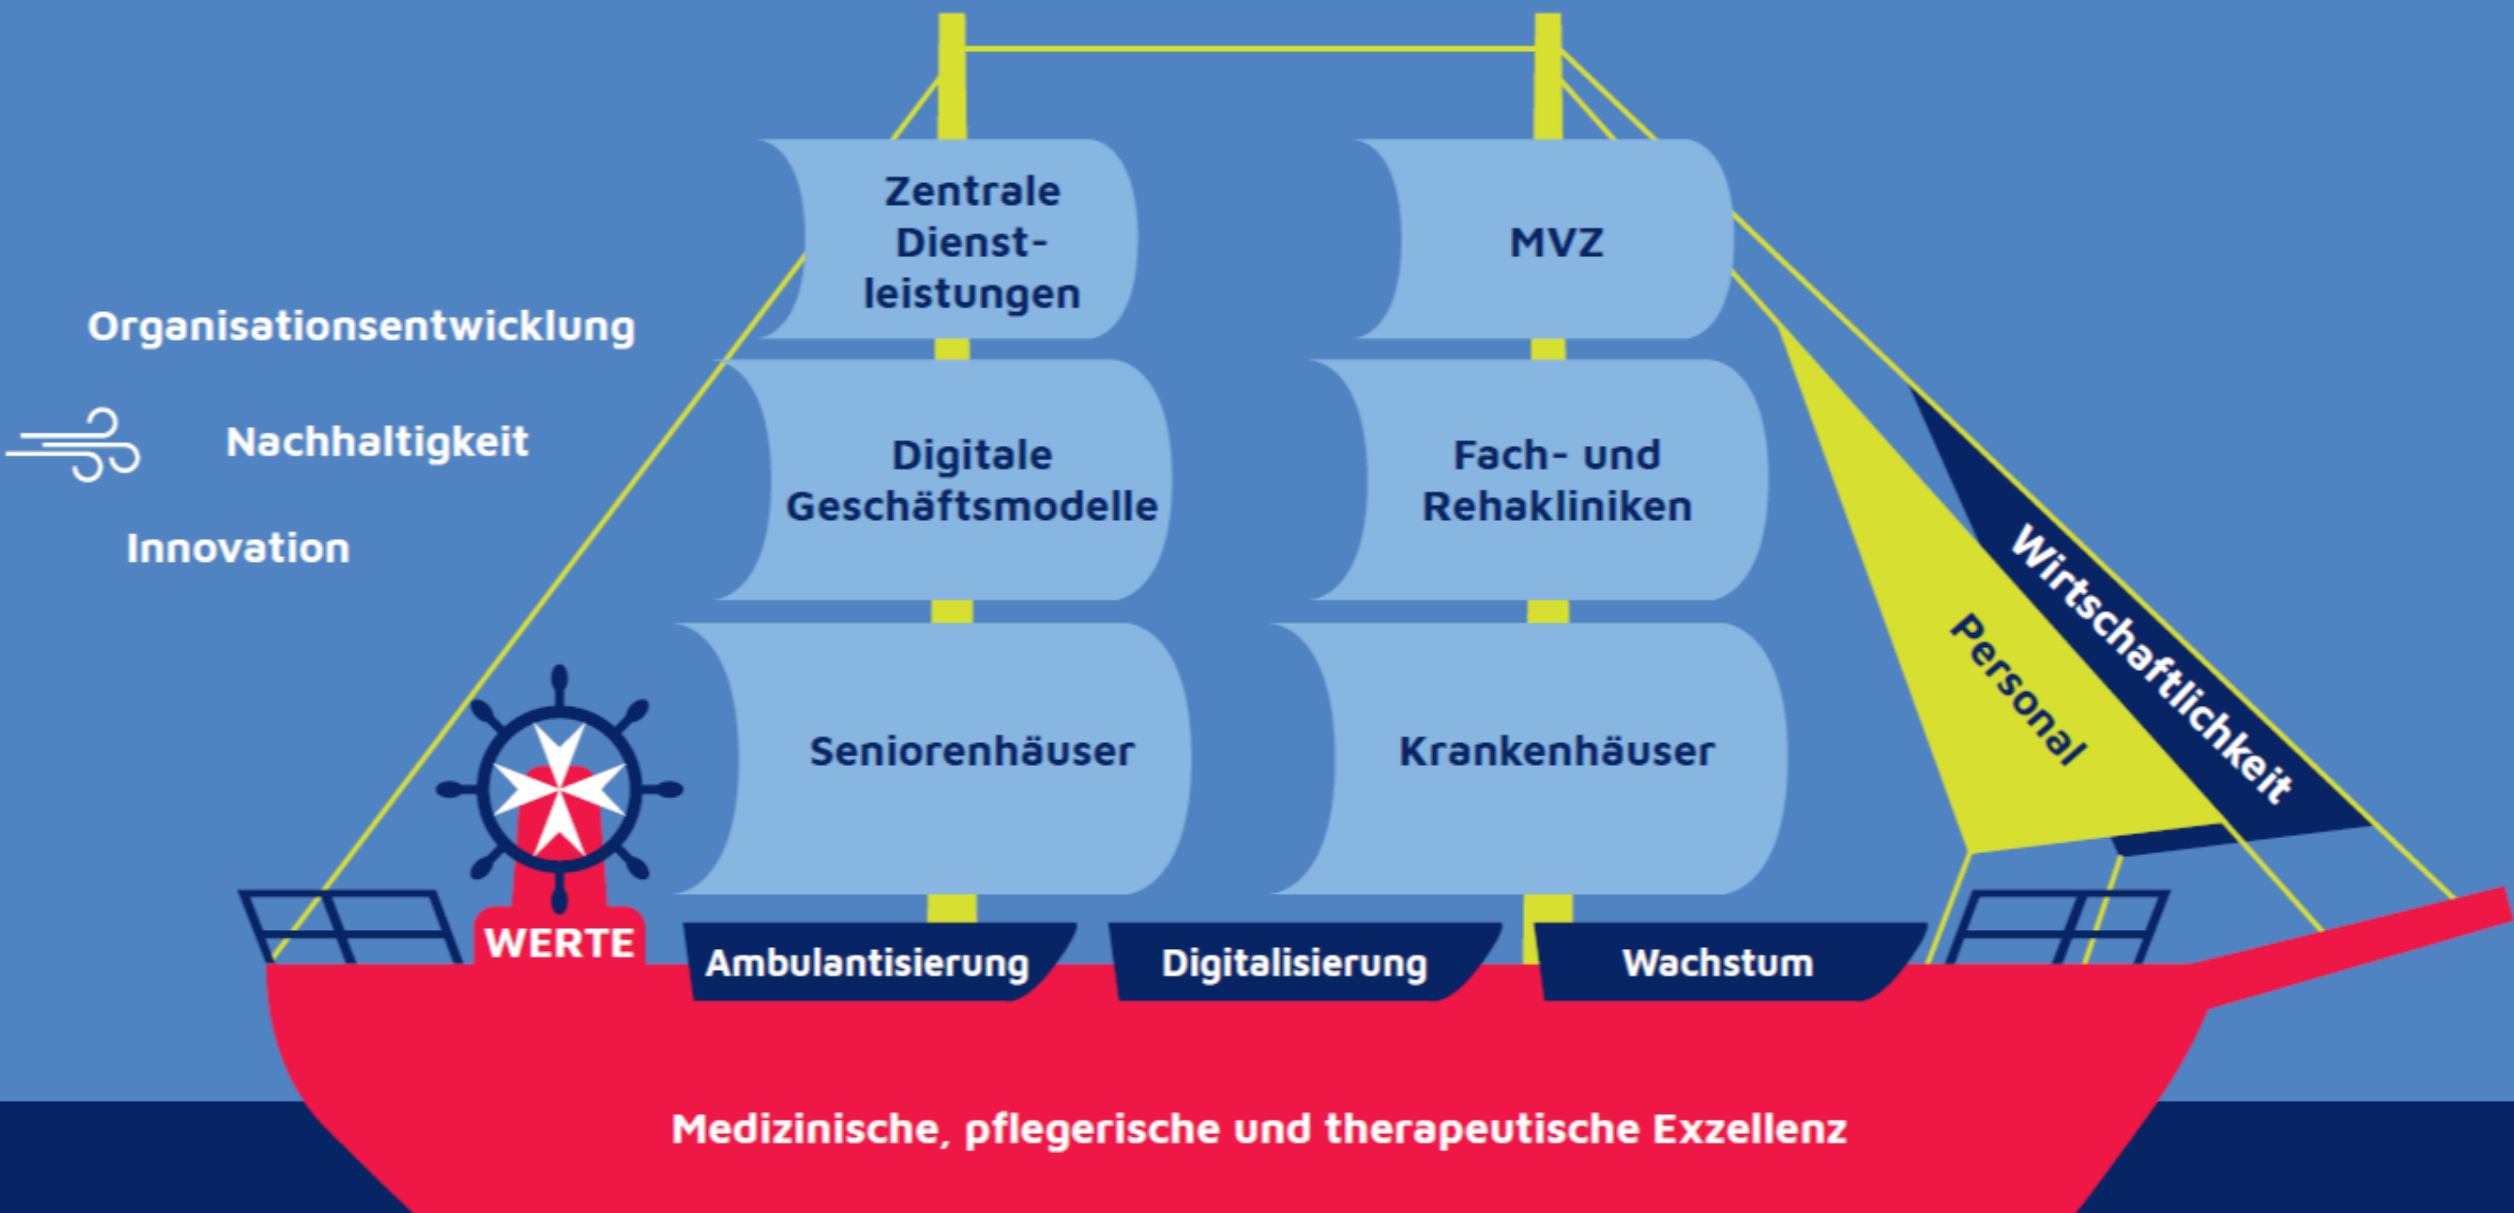 Zentrale
Dienst-
leistungen
MVZ
Organisationsentwicklung
Nachhaltigkeit
Innovation
Digitale
Geschäftsmodelle
Fach- und
Rehakliniken
Seniorenhäuser
Krankenhäuser
Personal
Wirtschaftlichkeit
WERTE
Ambulantisierung
Digitalisierung
Wachstum
Medizinische, pflegerische und therapeutische Exzellenz